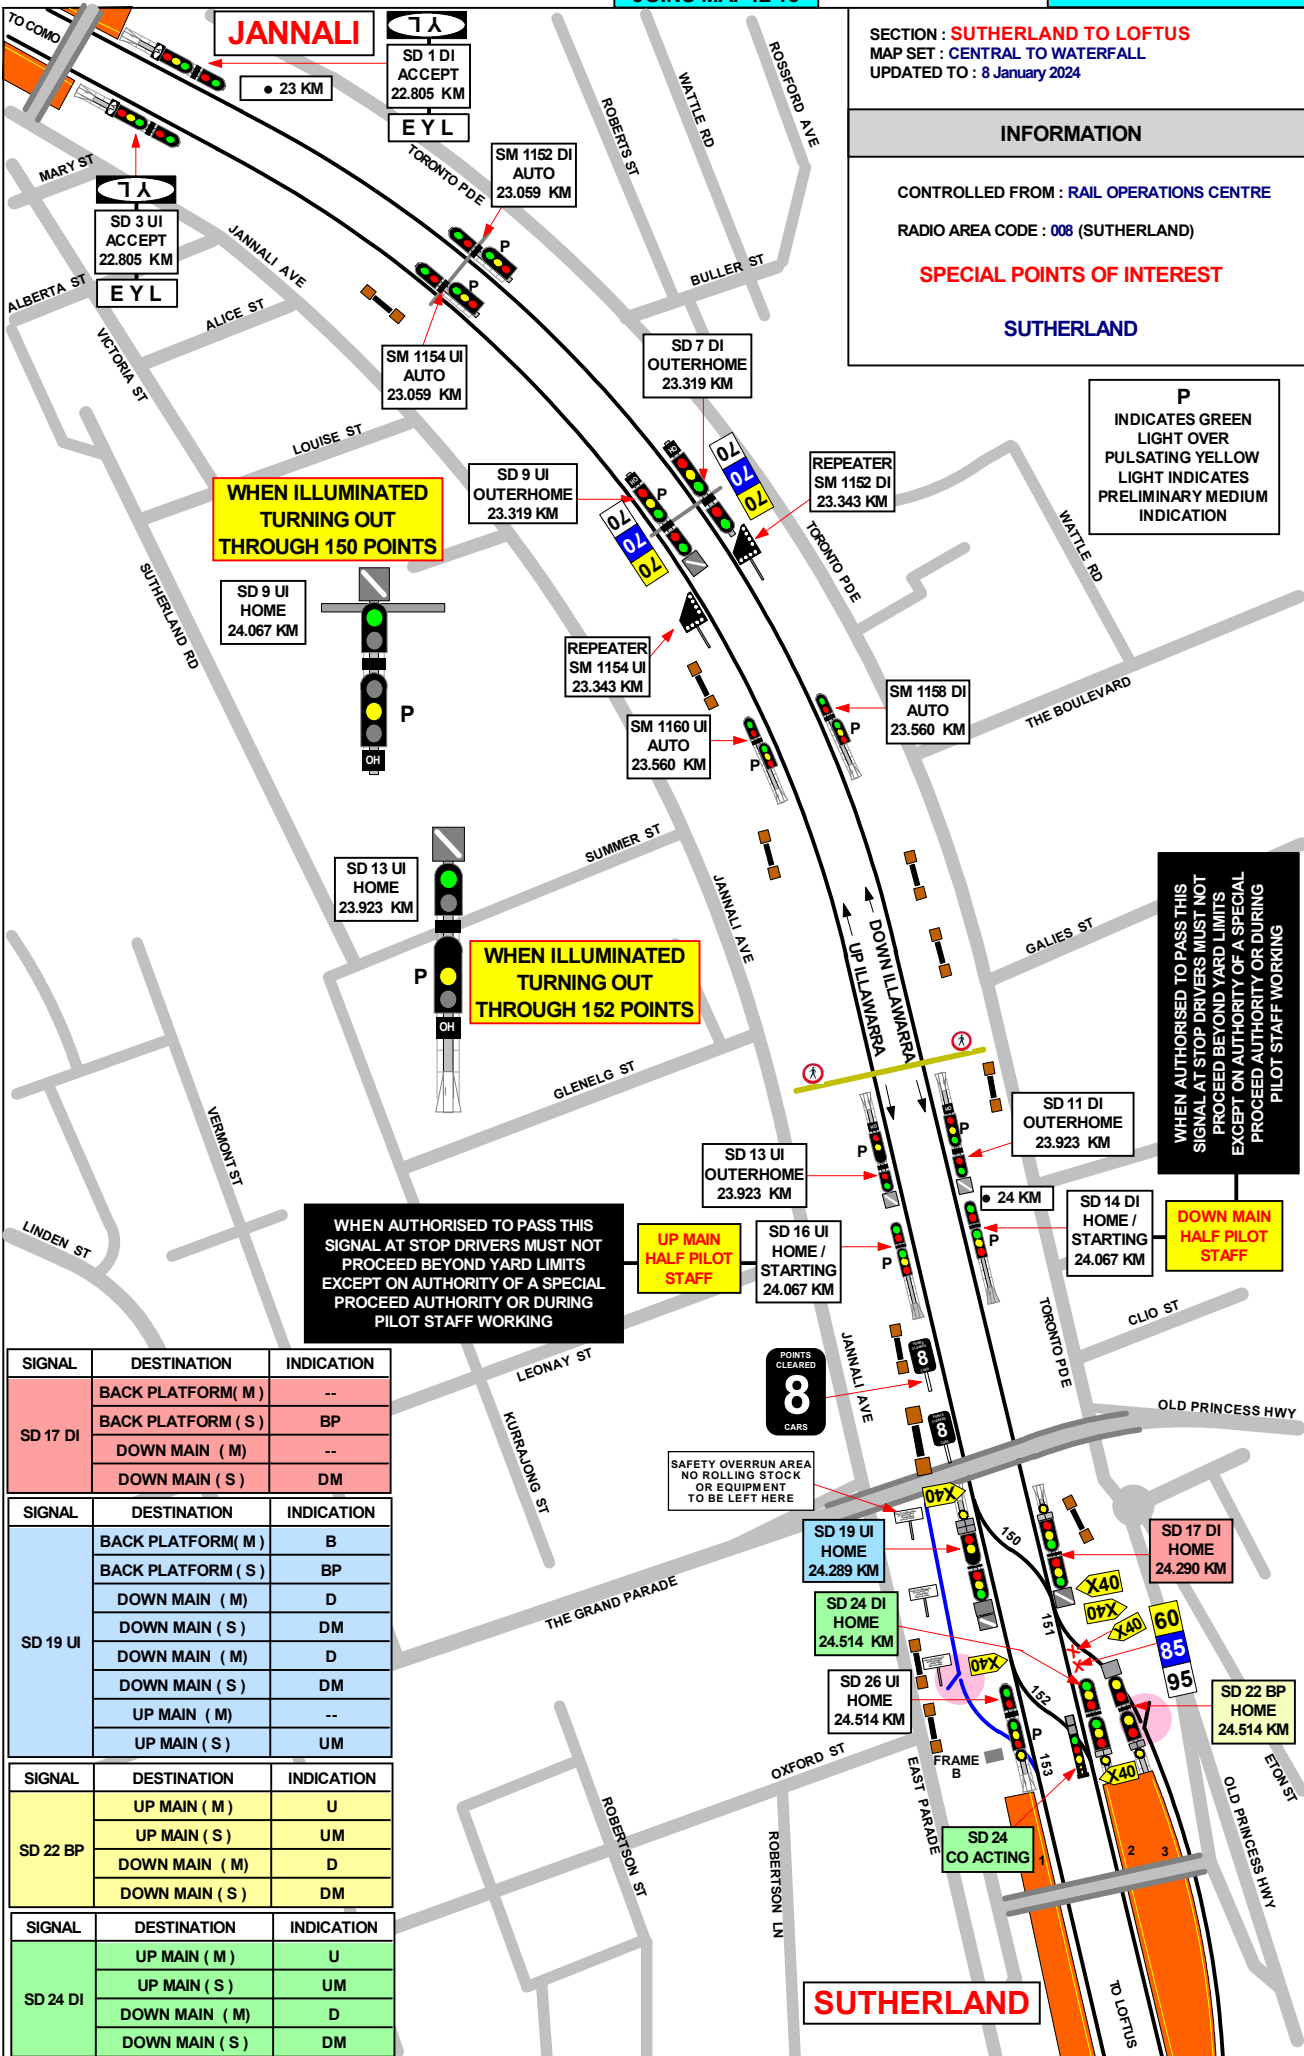 JOINS MAP 12-13
TO COMO
JANNALI
⅄L
SD 1 DI
ACCEPT
22.805 KM
E Y L
• 23 KM
SECTION : SUTHERLAND TO LOFTUS
MAP SET : CENTRAL TO WATERFALL
UPDATED TO : 8 January 2024
INFORMATION
CONTROLLED FROM : RAIL OPERATIONS CENTRE
RADIO AREA CODE : 008 (SUTHERLAND)
SPECIAL POINTS OF INTEREST
SUTHERLAND
P
INDICATES GREEN
LIGHT OVER
PULSATING YELLOW
LIGHT INDICATES
PRELIMINARY MEDIUM
INDICATION
ROSSFORD AVE
WATTLE RD
ROBERTS ST
TORONTO PDE
MARY ST
YL
SD 3 UI
ACCEPT
22.805 KM
E Y L
SM 1152 DI
AUTO
23.059 KM
P
P
JANNALI AVE
ALBERTA ST
ALICE ST
VICTORIA ST
BULLER ST
SM 1154 UI
AUTO
23.059 KM
SD 7 DI
OUTERHOME
23.319 KM
LOUISE ST
SD 9 UI
OUTERHOME
23.319 KM
P
70
70
70
70
70
70
REPEATER
SM 1152 DI
23.343 KM
WHEN ILLUMINATED
TURNING OUT
THROUGH 150 POINTS
SD 9 UI
HOME
24.067 KM
P
OH
SUTHERLAND RD
TORONTO PDE
WATTLE RD
REPEATER
SM 1154 UI
23.343 KM
SM 1158 DI
AUTO
23.560 KM
P
SM 1160 UI
AUTO
23.560 KM
P
THE BOULEVARD
SUMMER ST
SD 13 UI
HOME
23.923 KM
P
OH
WHEN ILLUMINATED
TURNING OUT
THROUGH 152 POINTS
JANNALI AVE
UP ILLAWARRA
DOWN ILLAWARRA
GALIES ST
WHEN AUTHORISED TO PASS THIS
SIGNAL AT STOP DRIVERS MUST NOT
PROCEED BEYOND YARD LIMITS
EXCEPT ON AUTHORITY OF A SPECIAL
PROCEED AUTHORITY OR DURING
PILOT STAFF WORKING
GLENELG ST
VERMONT ST
SD 11 DI
OUTERHOME
23.923 KM
P
SD 13 UI
OUTERHOME
23.923 KM
P
• 24 KM
LINDEN ST
WHEN AUTHORISED TO PASS THIS
SIGNAL AT STOP DRIVERS MUST NOT
PROCEED BEYOND YARD LIMITS
EXCEPT ON AUTHORITY OF A SPECIAL
PROCEED AUTHORITY OR DURING
PILOT STAFF WORKING
UP MAIN
HALF PILOT
STAFF
SD 16 UI
HOME /
STARTING
24.067 KM
P
P
SD 14 DI
HOME /
STARTING
24.067 KM
DOWN MAIN
HALF PILOT
STAFF
TORONTO PDE
CLIO ST
LEONAY ST
JANNALI AVE
POINTS
CLEARED
8
CARS
8
8
OLD PRINCESS HWY
KURRAJONG ST
SAFETY OVERRUN AREA
NO ROLLING STOCK
OR EQUIPMENT
TO BE LEFT HERE
X40
THE GRAND PARADE
SD 19 UI
HOME
24.289 KM
150
SD 17 DI
HOME
24.290 KM
SD 24 DI
HOME
24.514 KM
151
X40
X40
X40
60
85
95
X40
152
SD 26 UI
HOME
24.514 KM
P
SD 22 BP
HOME
24.514 KM
OXFORD ST
FRAME
B
153
X40
EAST PARADE
ETON ST
OLD PRINCESS HWY
ROBERTSON ST
ROBERTSON LN
SD 24
CO ACTING
1
2
3
SUTHERLAND
TO LOFTUS
SIGNAL DESTINATION INDICATION
SD 17 DI
BACK PLATFORM( M ) --
BACK PLATFORM ( S ) BP
DOWN MAIN ( M) --
DOWN MAIN ( S ) DM
SIGNAL DESTINATION INDICATION
SD 19 UI
BACK PLATFORM( M ) B
BACK PLATFORM ( S ) BP
DOWN MAIN ( M) D
DOWN MAIN ( S ) DM
DOWN MAIN ( M) D
DOWN MAIN ( S ) DM
UP MAIN ( M) --
UP MAIN ( S ) UM
SIGNAL DESTINATION INDICATION
SD 22 BP
UP MAIN ( M ) U
UP MAIN ( S ) UM
DOWN MAIN ( M) D
DOWN MAIN ( S ) DM
SIGNAL DESTINATION INDICATION
SD 24 DI
UP MAIN ( M ) U
UP MAIN ( S ) UM
DOWN MAIN ( M) D
DOWN MAIN ( S ) DM